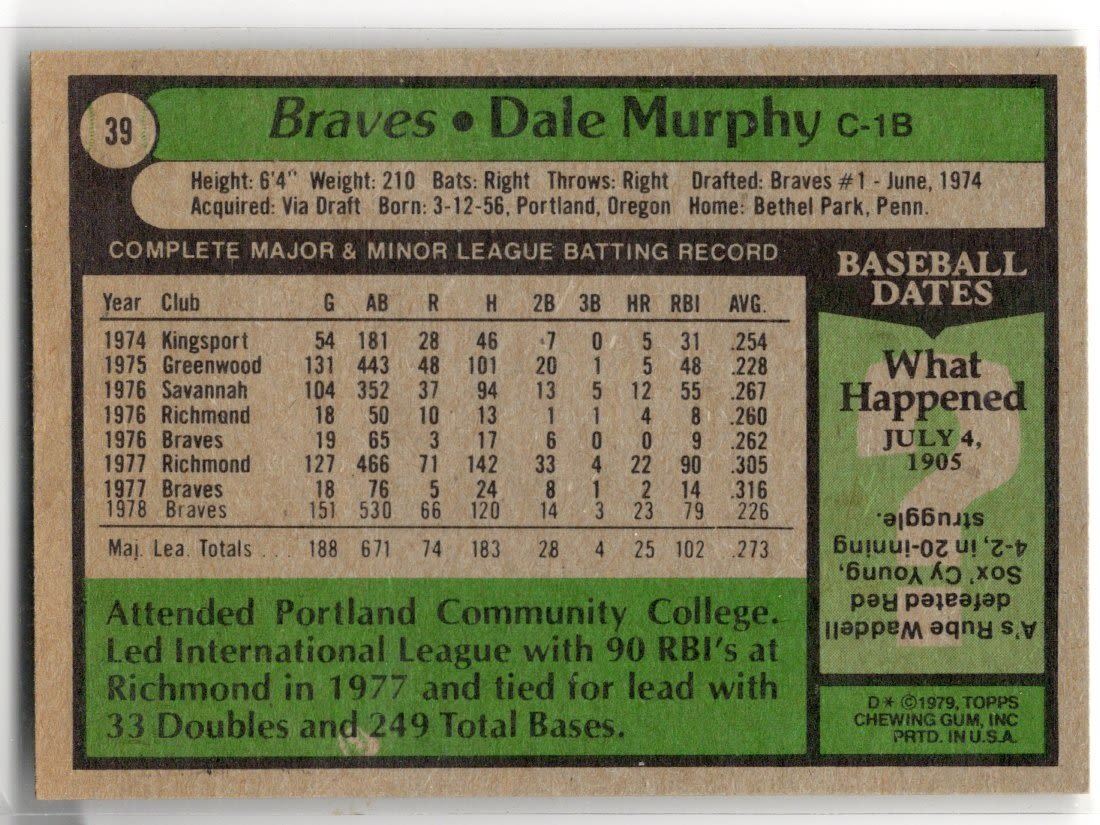 39
Braves • Dale Murphy C-1B
Height: 6'4" Weight: 210 Bats: Right Throws: Right Drafted: Braves #1 - June, 1974
Acquired: Via Draft Born: 3-12-56, Portland, Oregon Home: Bethel Park, Penn.
COMPLETE MAJOR & MINOR LEAGUE BATTING RECORD
Year Club G AB R H 2B 3B HR RBI AVG.
1974 Kingsport 54 181 28 46 7 0 5 31 .254
1975 Greenwood 131 443 48 101 20 1 5 48 .228
1976 Savannah 104 352 37 94 13 5 12 55 .267
1976 Richmond 18 50 10 13 1 1 4 8 .260
1976 Braves 19 65 3 17 6 0 0 9 .262
1977 Richmond 127 466 71 142 33 4 22 90 .305
1977 Braves 18 76 5 24 8 1 2 14 .316
1978 Braves 151 530 66 120 14 3 23 79 .226
Maj. Lea. Totals . . . 188 671 74 183 28 4 25 102 .273
Attended Portland Community College.
Led International League with 90 RBI's at
Richmond in 1977 and tied for lead with
33 Doubles and 249 Total Bases.
BASEBALL
DATES
What
Happened
JULY 4,
1905
?
A's Rube Waddell
defeated Red
Sox' Cy Young,
4-2, in 20-inning
struggle.
D* ©1979, TOPPS
CHEWING GUM, INC
PRTD. IN U.S.A.